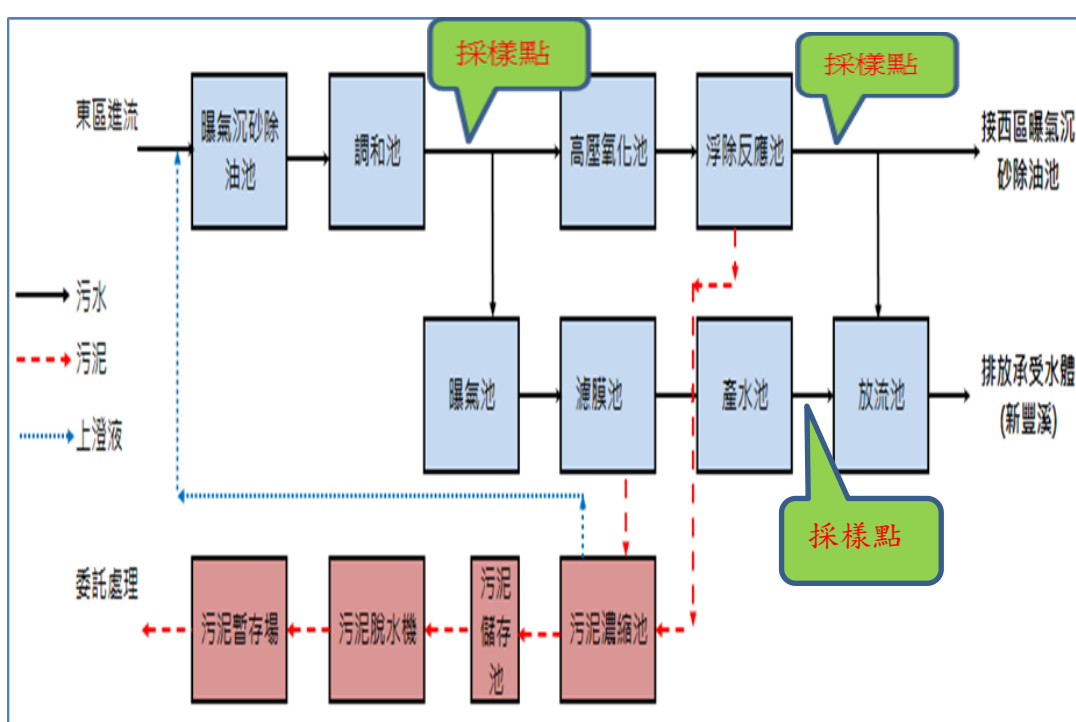 採樣點
採樣點
東區進流
曝氣沉砂除
油池
調和池
高壓氧化池
浮除反應池
接西區曝氣沉
砂除油池
污水
污泥
上澄液
曝氣池
濾膜池
產水池
放流池
排放承受水體
(新豐溪)
採樣點
委託處理
污泥暫存場
污泥脫水機
污泥
儲存
池
污泥濃縮池